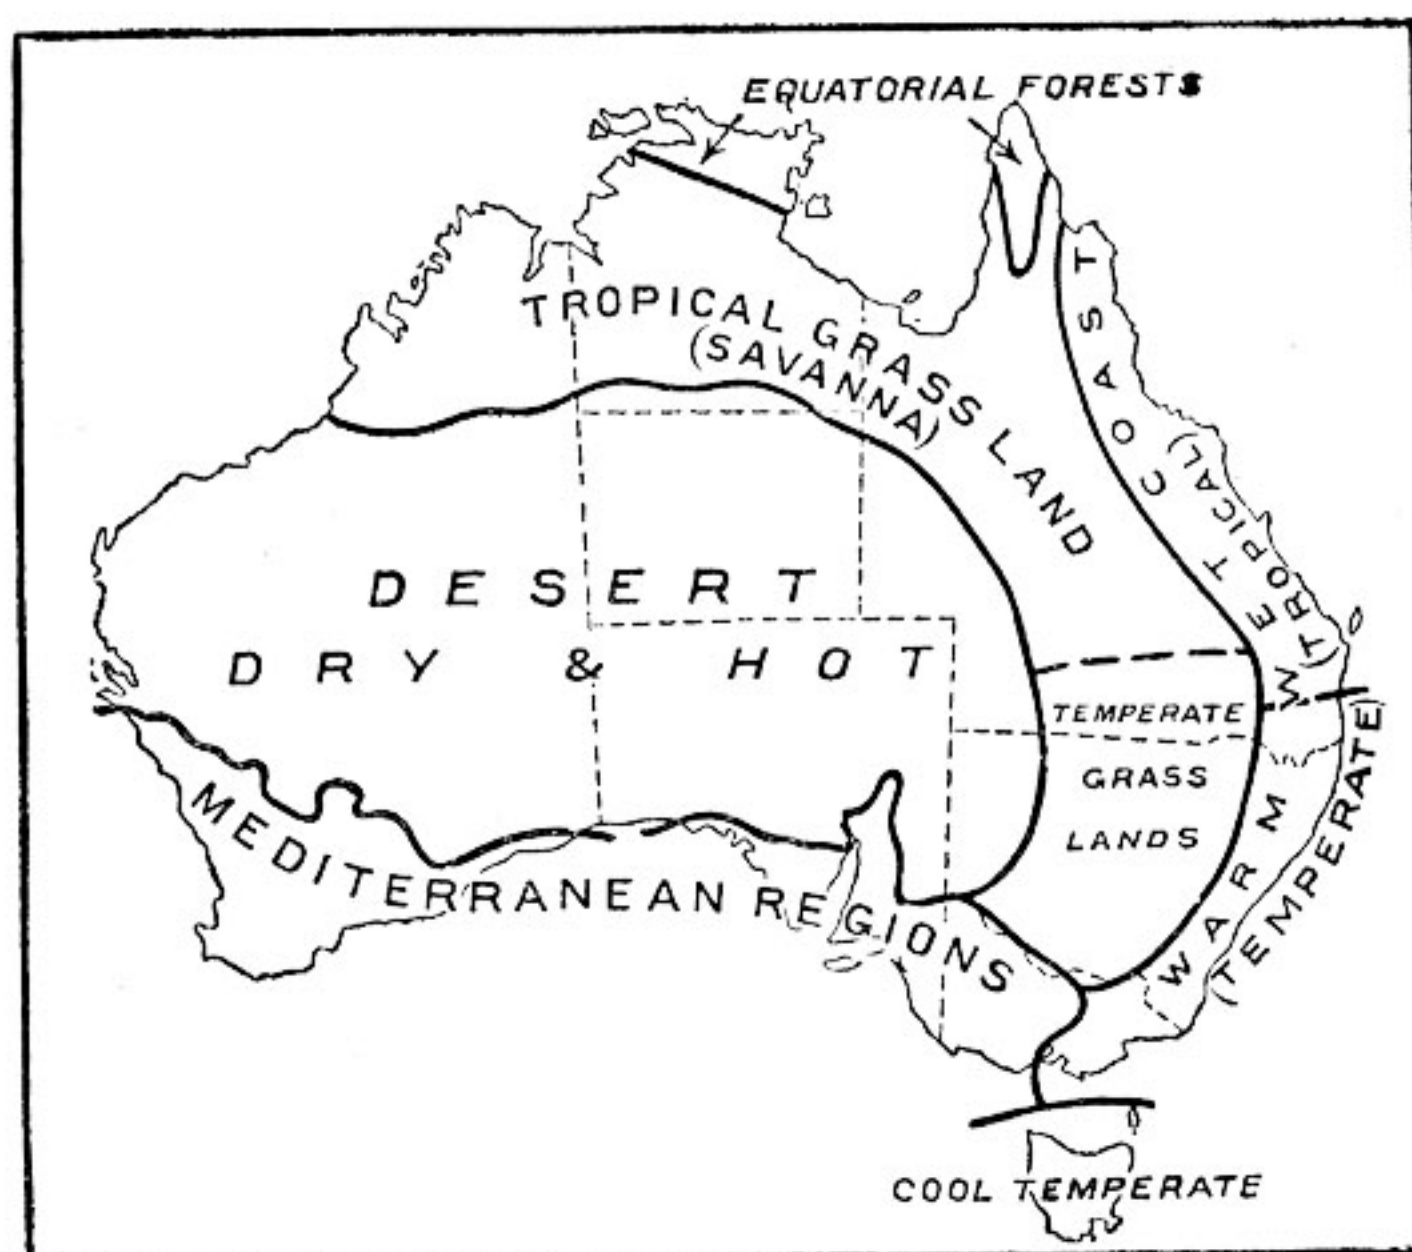 EQUATORIAL FORESTS
TROPICAL GRASS LAND
(SAVANNA)
WET COAST
(TROPICAL)
DESERT
DRY & HOT
TEMPERATE
GRASS
LANDS
WARM
(TEMPERATE)
MEDITERRANEAN REGIONS
COOL TEMPERATE